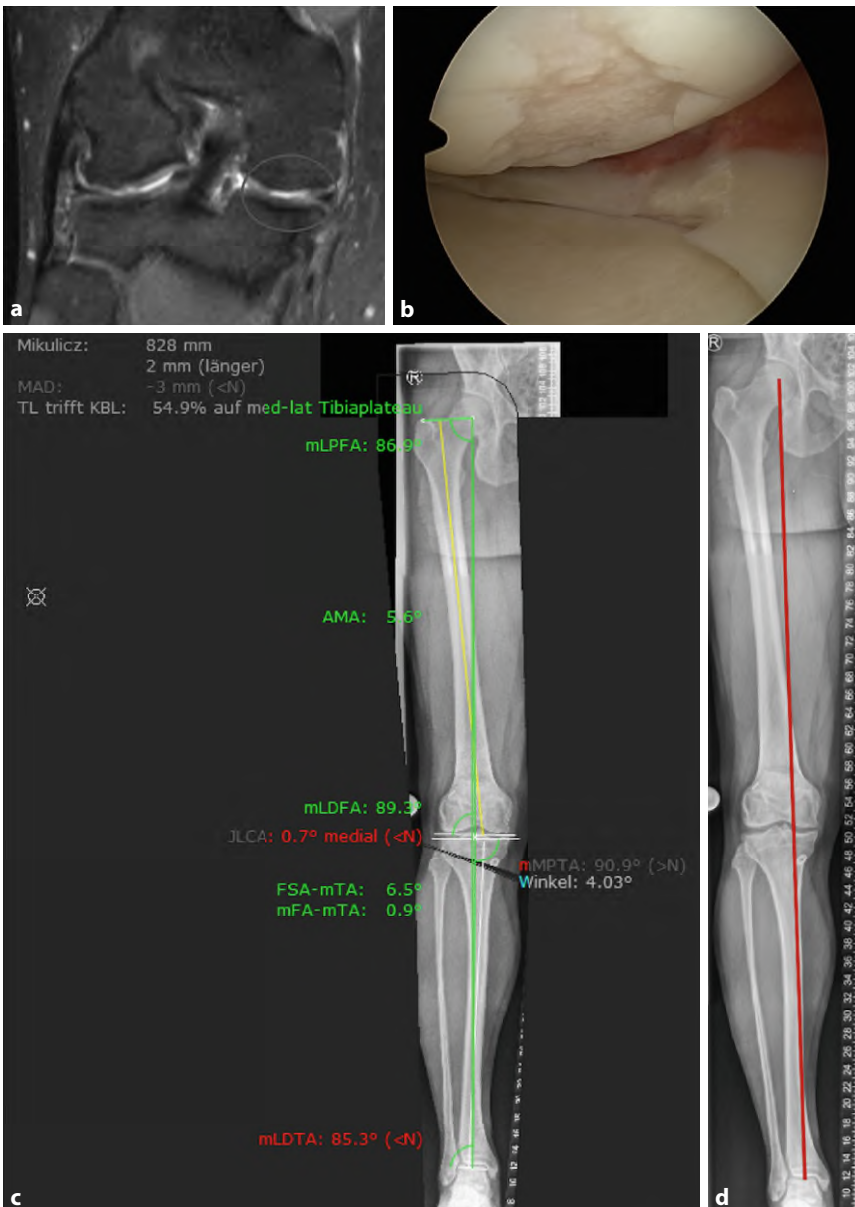 a
b
Mikulicz: 828 mm
2 mm (länger)
MAD: -3 mm (<N)
TL trifft KBL: 54.9% auf med-lat Tibiaplateau
R
mLPFA: 86.9°
AMA: 5.6°
mLDFA: 89.3°
JLCA: 0.7° medial (<N)
mMPTA: 90.9° (>N)
Winkel: 4.03°
FSA-mTA: 6.5°
mFA-mTA: 0.9°
mLDTA: 85.3° (<N)
c
R
d